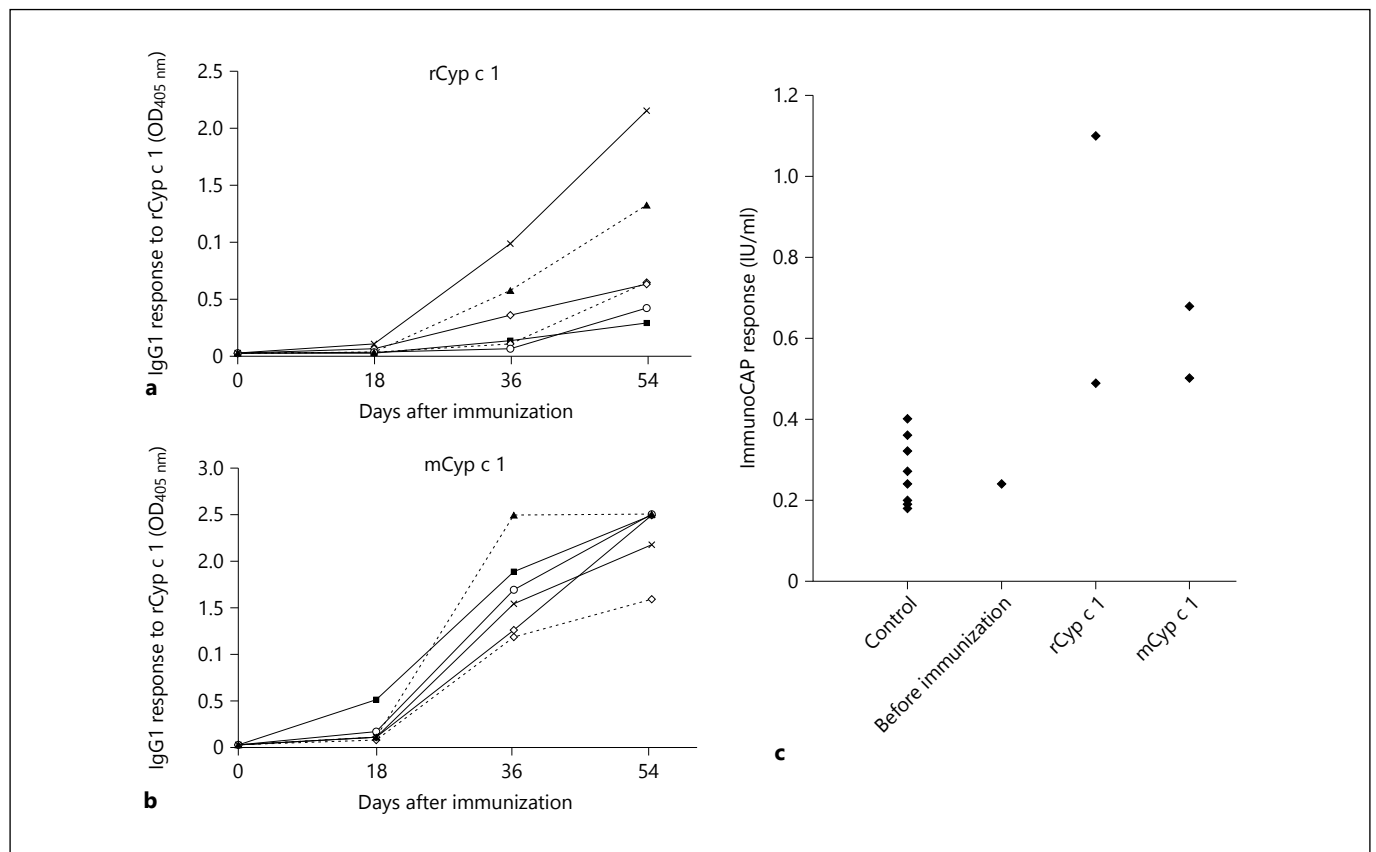 rCyp c 1
IgG1 response to rCyp c 1 (OD405 nm)
2.5
2.0
1.5
0.1
0.5
0
0 18 36 54
Days after immunization
a
mCyp c 1
IgG1 response to rCyp c 1 (OD405 nm)
3.0
2.5
2.0
1.5
0.1
0.5
0
0 18 36 54
Days after immunization
b
ImmunoCAP response (IU/ml)
1.2
1.0
0.8
0.6
0.4
0.2
0
Control
Before immunization
rCyp c 1
mCyp c 1
c